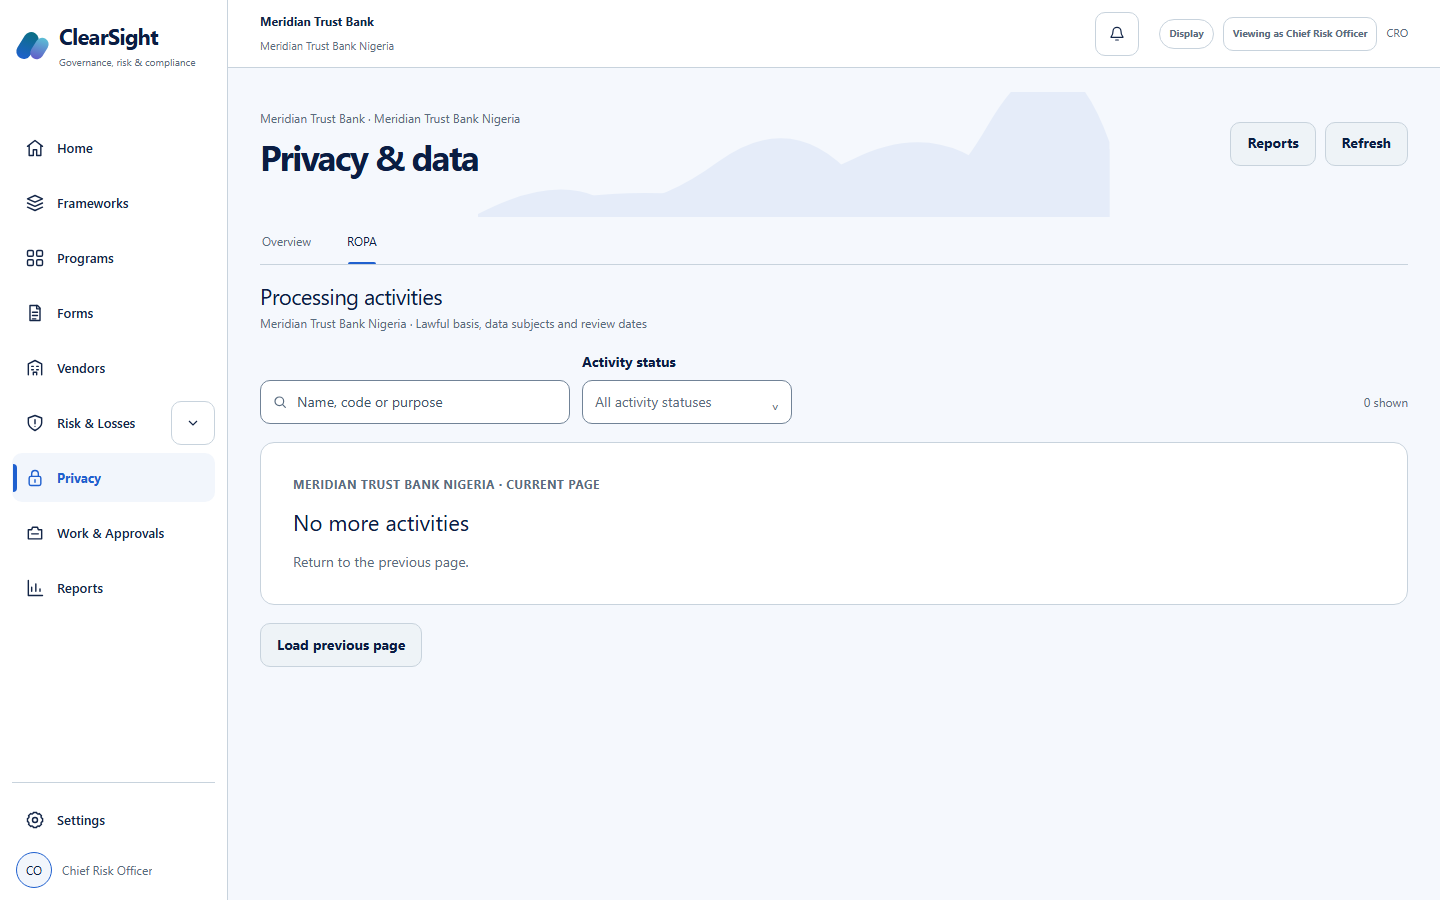 ClearSight
Governance, risk & compliance
Home
Frameworks
Programs
Forms
Vendors
Risk & Losses
Privacy
Work & Approvals
Reports
Settings
CO
Chief Risk Officer
Meridian Trust Bank
Meridian Trust Bank Nigeria
Display
Viewing as Chief Risk Officer
CRO
Meridian Trust Bank · Meridian Trust Bank Nigeria
Privacy & data
Reports
Refresh
Overview
ROPA
Processing activities
Meridian Trust Bank Nigeria · Lawful basis, data subjects and review dates
Activity status
Name, code or purpose
All activity statuses
0 shown
MERIDIAN TRUST BANK NIGERIA · CURRENT PAGE
No more activities
Return to the previous page.
Load previous page